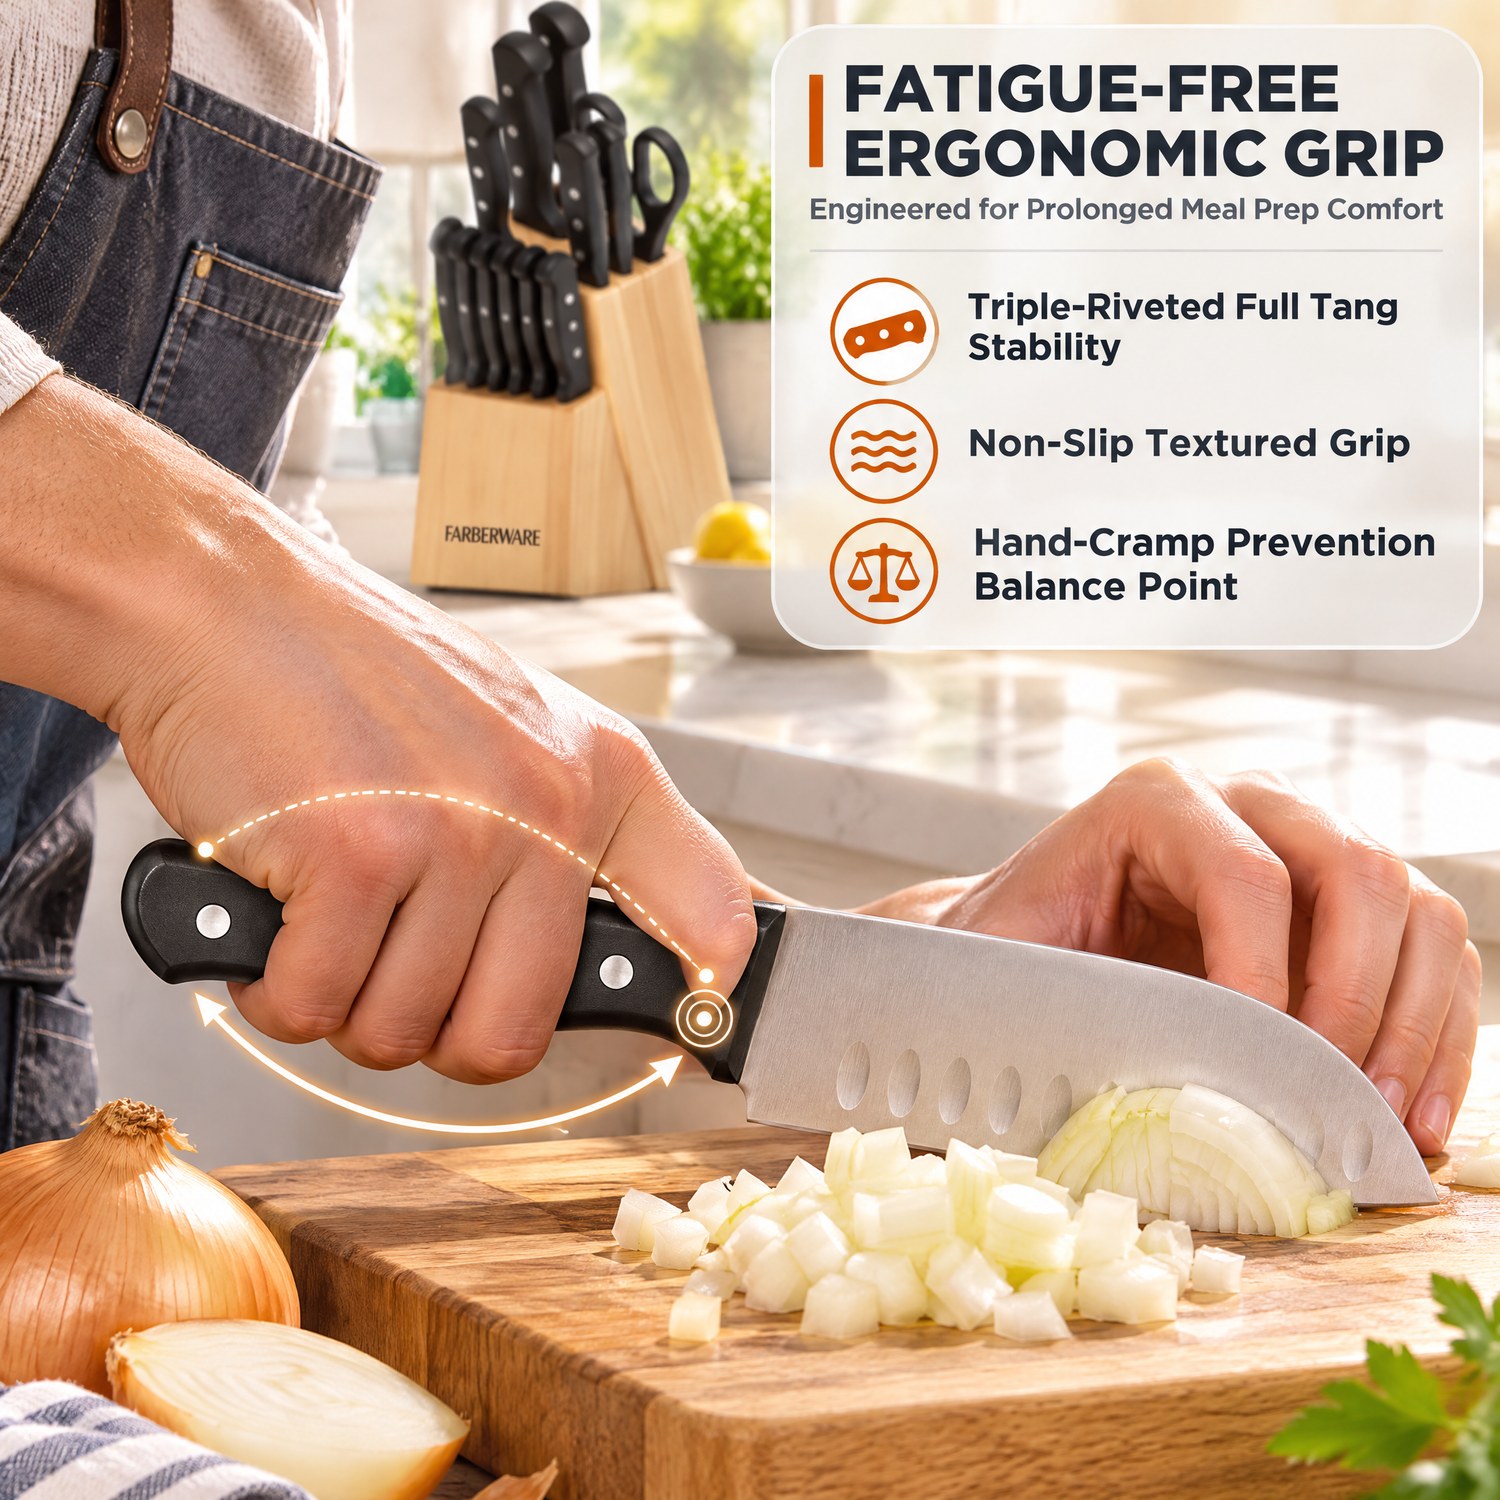 FATIGUE-FREE
ERGONOMIC GRIP
Engineered for Prolonged Meal Prep Comfort
Triple-Riveted Full Tang
Stability
Non-Slip Textured Grip
Hand-Cramp Prevention
Balance Point
FARBERWARE